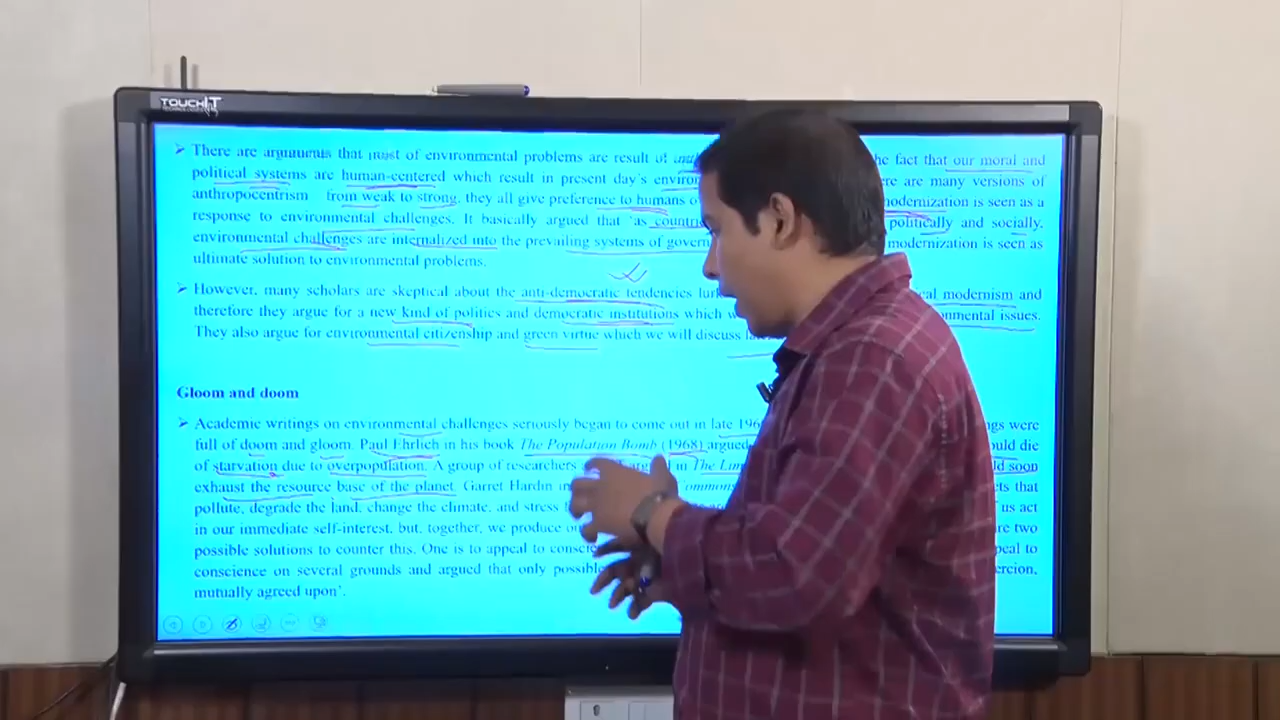 TOUCHIT
There are arguments that most of environmental problems are result of he fact that our moral and
political systems are human-centered which result in present day's ere are many versions of
anthropocentrism from weak to strong, they all give preference to humans modernization is seen as a
response to environmental challenges. It basically argued that 'as politically and socially,
environmental challenges are internalized into the prevailing systems of modernization is seen as
ultimate solution to environmental problems.
However, many scholars are skeptical about the anti-democratic tendencies modernism and
therefore they argue for a new kind of politics and democratic institutions which issues.
They also argue for environmental citizenship and green virtue which we will discuss
Gloom and doom
Academic writings on environmental challenges seriously began to come out in late were
full of doom and gloom. Paul Ehrlich in his book The Population Bomb (1968) argued die
of starvation due to overpopulation. A group of researchers in The soon
exhaust the resource base of the planet. Garret Hardin that
pollute, degrade the land, change the climate, and stress us act
in our immediate self-interest, but, together, we produce two
possible solutions to counter this. One is to appeal to to
conscience on several grounds and argued that only
mutually agreed upon'.